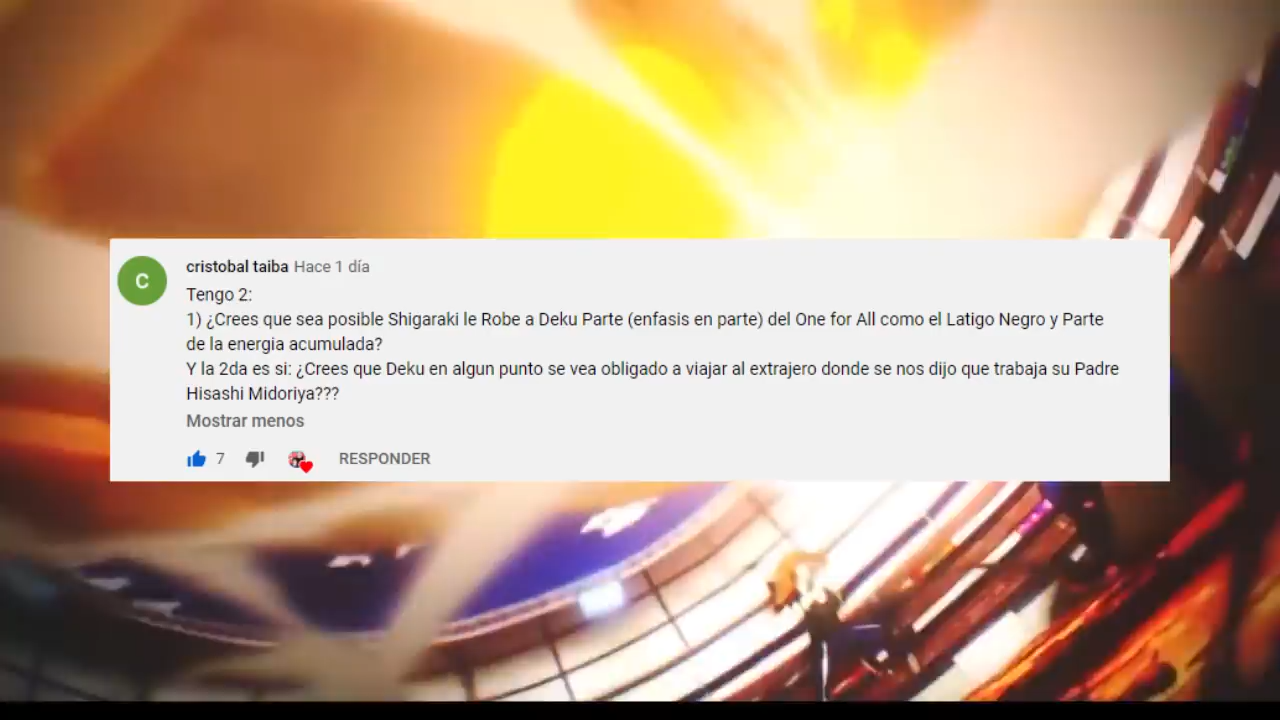 C
cristobal taiba Hace 1 día
Tengo 2:
1) ¿Crees que sea posible Shigaraki le Robe a Deku Parte (enfasis en parte) del One for All como el Latigo Negro y Parte
de la energia acumulada?
Y la 2da es si: ¿Crees que Deku en algun punto se vea obligado a viajar al extrajero donde se nos dijo que trabaja su Padre
Hisashi Midoriya???
Mostrar menos
7 RESPONDER